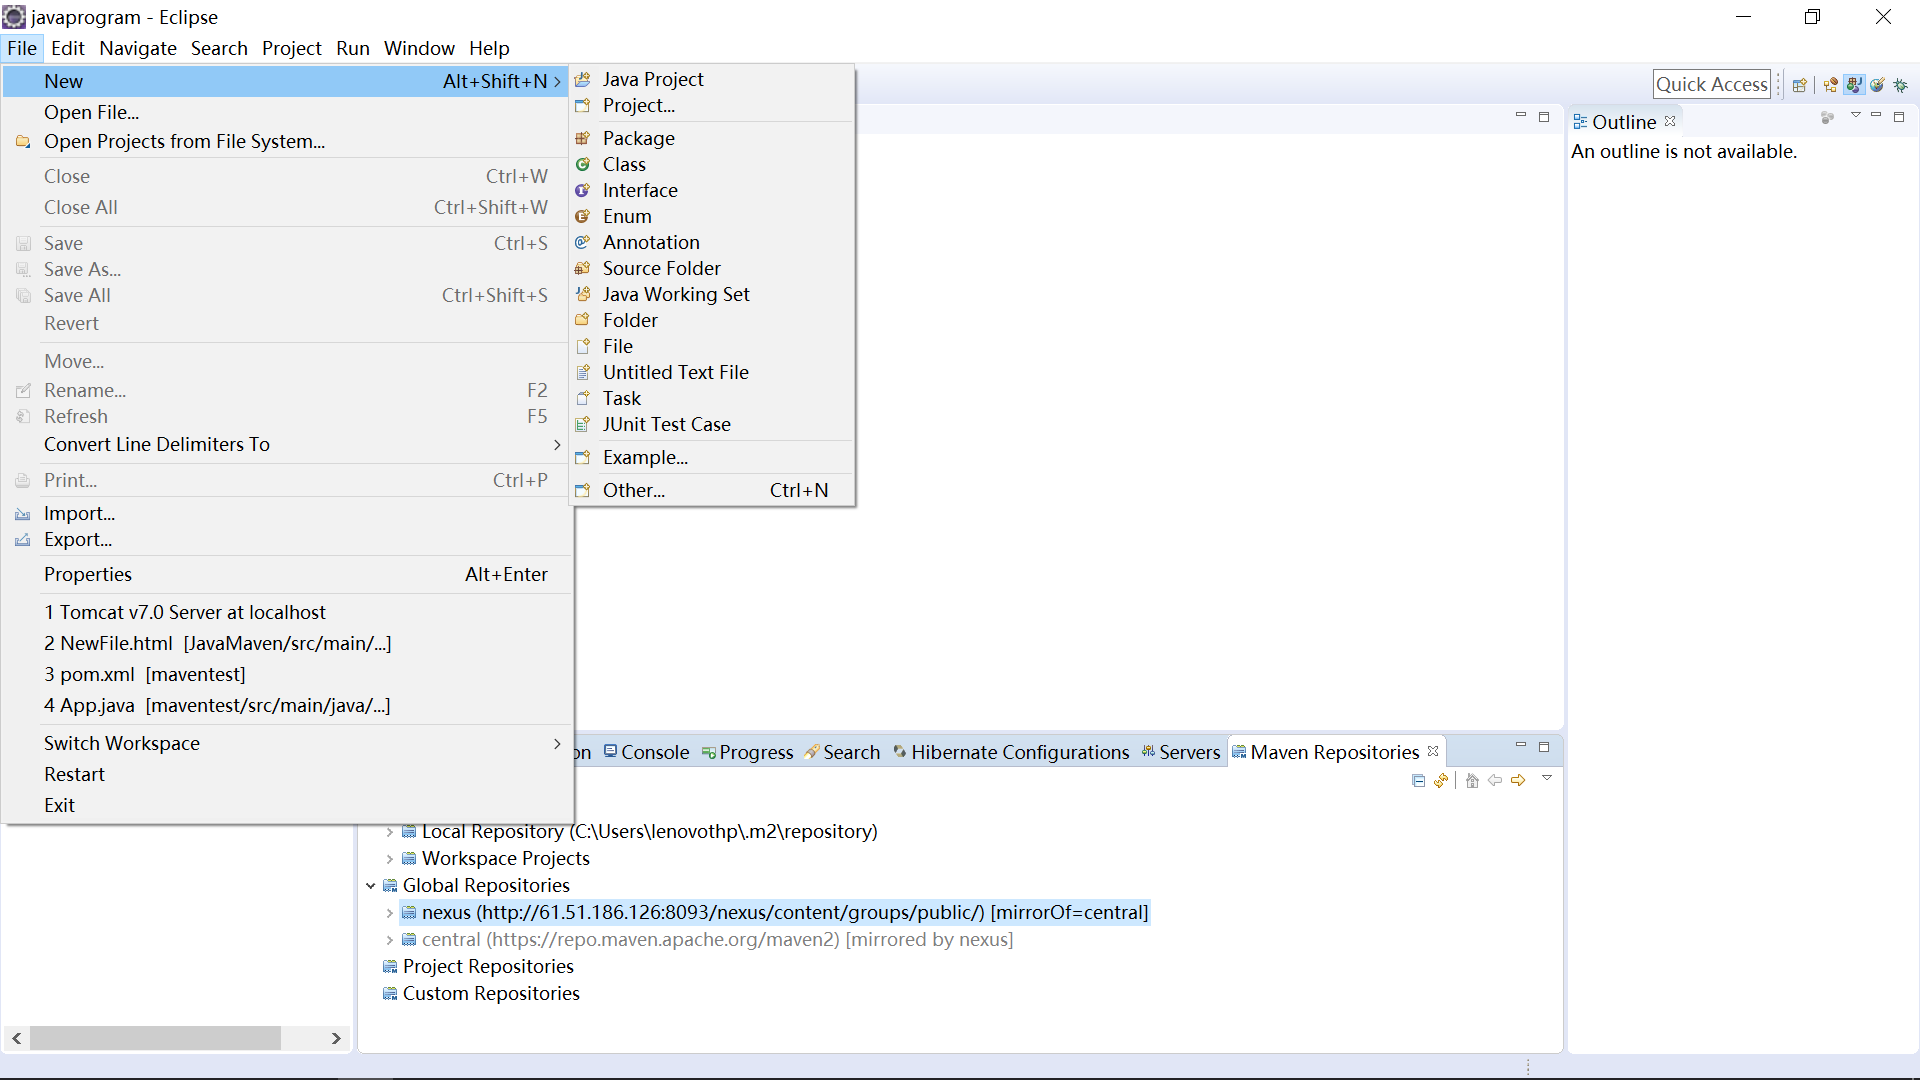 javaprogram - Eclipse
File Edit Navigate Search Project Run Window Help
New Alt+Shift+N
Open File...
Open Projects from File System...
Close Ctrl+W
Close All Ctrl+Shift+W
Save Ctrl+S
Save As...
Save All Ctrl+Shift+S
Revert
Move...
Rename... F2
Refresh F5
Convert Line Delimiters To
Print... Ctrl+P
Import...
Export...
Properties Alt+Enter
1 Tomcat v7.0 Server at localhost
2 NewFile.html [JavaMaven/src/main/...]
3 pom.xml [maventest]
4 App.java [maventest/src/main/java/...]
Switch Workspace
Restart
Exit
Java Project
Project...
Package
Class
Interface
Enum
Annotation
Source Folder
Java Working Set
Folder
File
Untitled Text File
Task
JUnit Test Case
Example...
Other... Ctrl+N
Quick Access
Outline
An outline is not available.
on Console Progress Search Hibernate Configurations Servers Maven Repositories
Local Repository (C:\Users\lenovothp\.m2\repository)
Workspace Projects
Global Repositories
nexus (http://61.51.186.126:8093/nexus/content/groups/public/) [mirrorOf=central]
central (https://repo.maven.apache.org/maven2) [mirrored by nexus]
Project Repositories
Custom Repositories